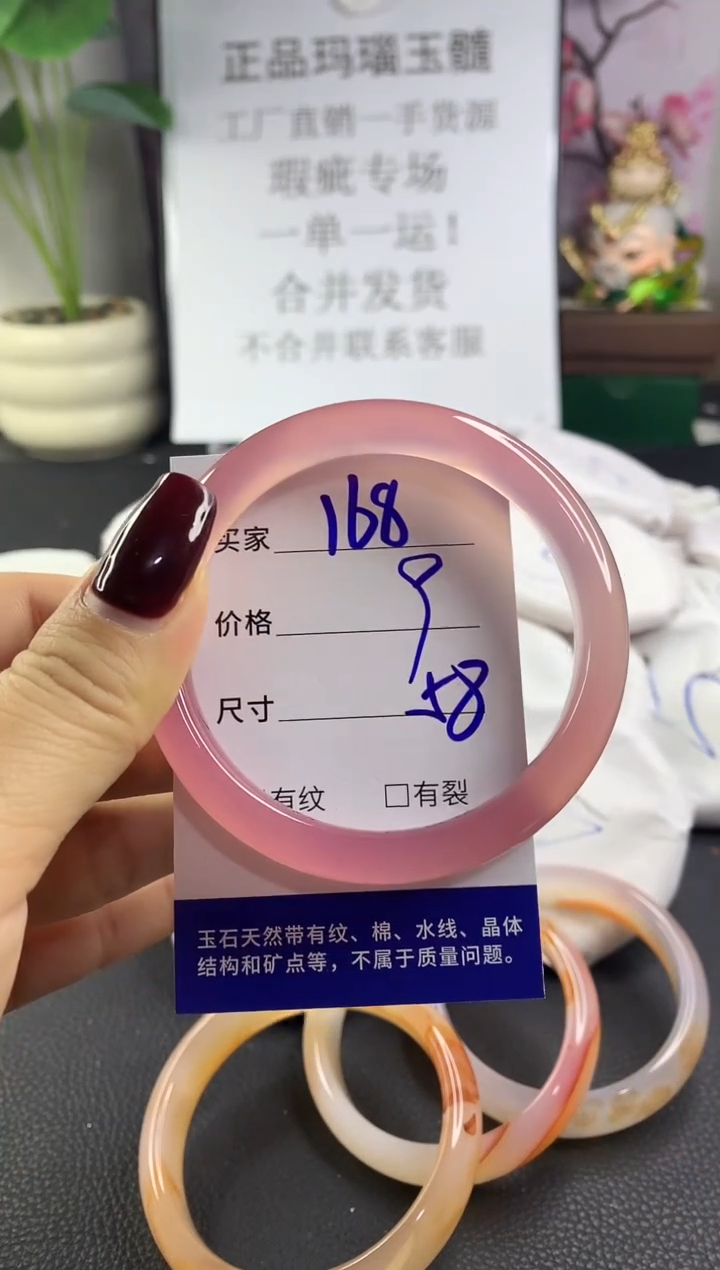 正品玛瑙玉髓
工厂直销一手货源
瑕疵专场
一单一运！
合并发货
不合并联系客服
买家 168
价格 9
尺寸 58
有纹 □有裂
玉石天然带有纹、棉、水线、晶体
结构和矿点等，不属于质量问题。